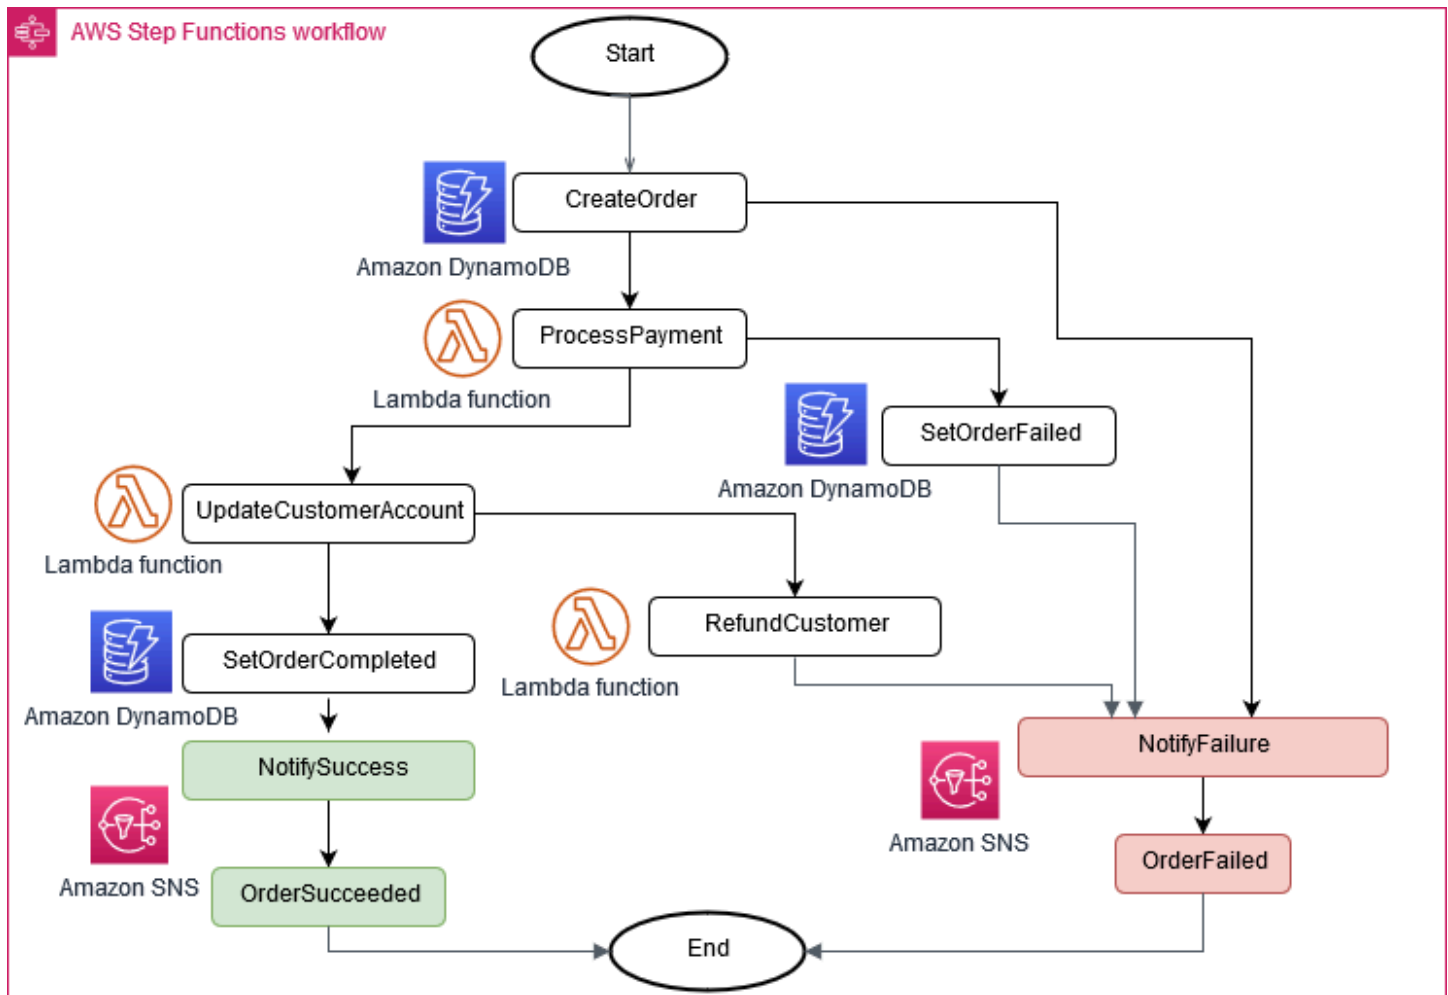 AWS Step Functions workflow
Start
CreateOrder
Amazon DynamoDB
ProcessPayment
Lambda function
SetOrderFailed
Amazon DynamoDB
UpdateCustomerAccount
Lambda function
RefundCustomer
Lambda function
SetOrderCompleted
Amazon DynamoDB
NotifyFailure
NotifySuccess
Amazon SNS
OrderFailed
Amazon SNS
OrderSucceeded
End